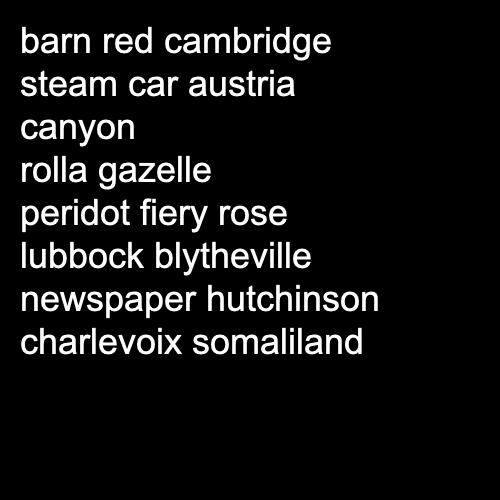 barn red cambridge
steam car austria
canyon
rolla gazelle
peridot fiery rose
lubbock blytheville
newspaper hutchinson
charlevoix somaliland